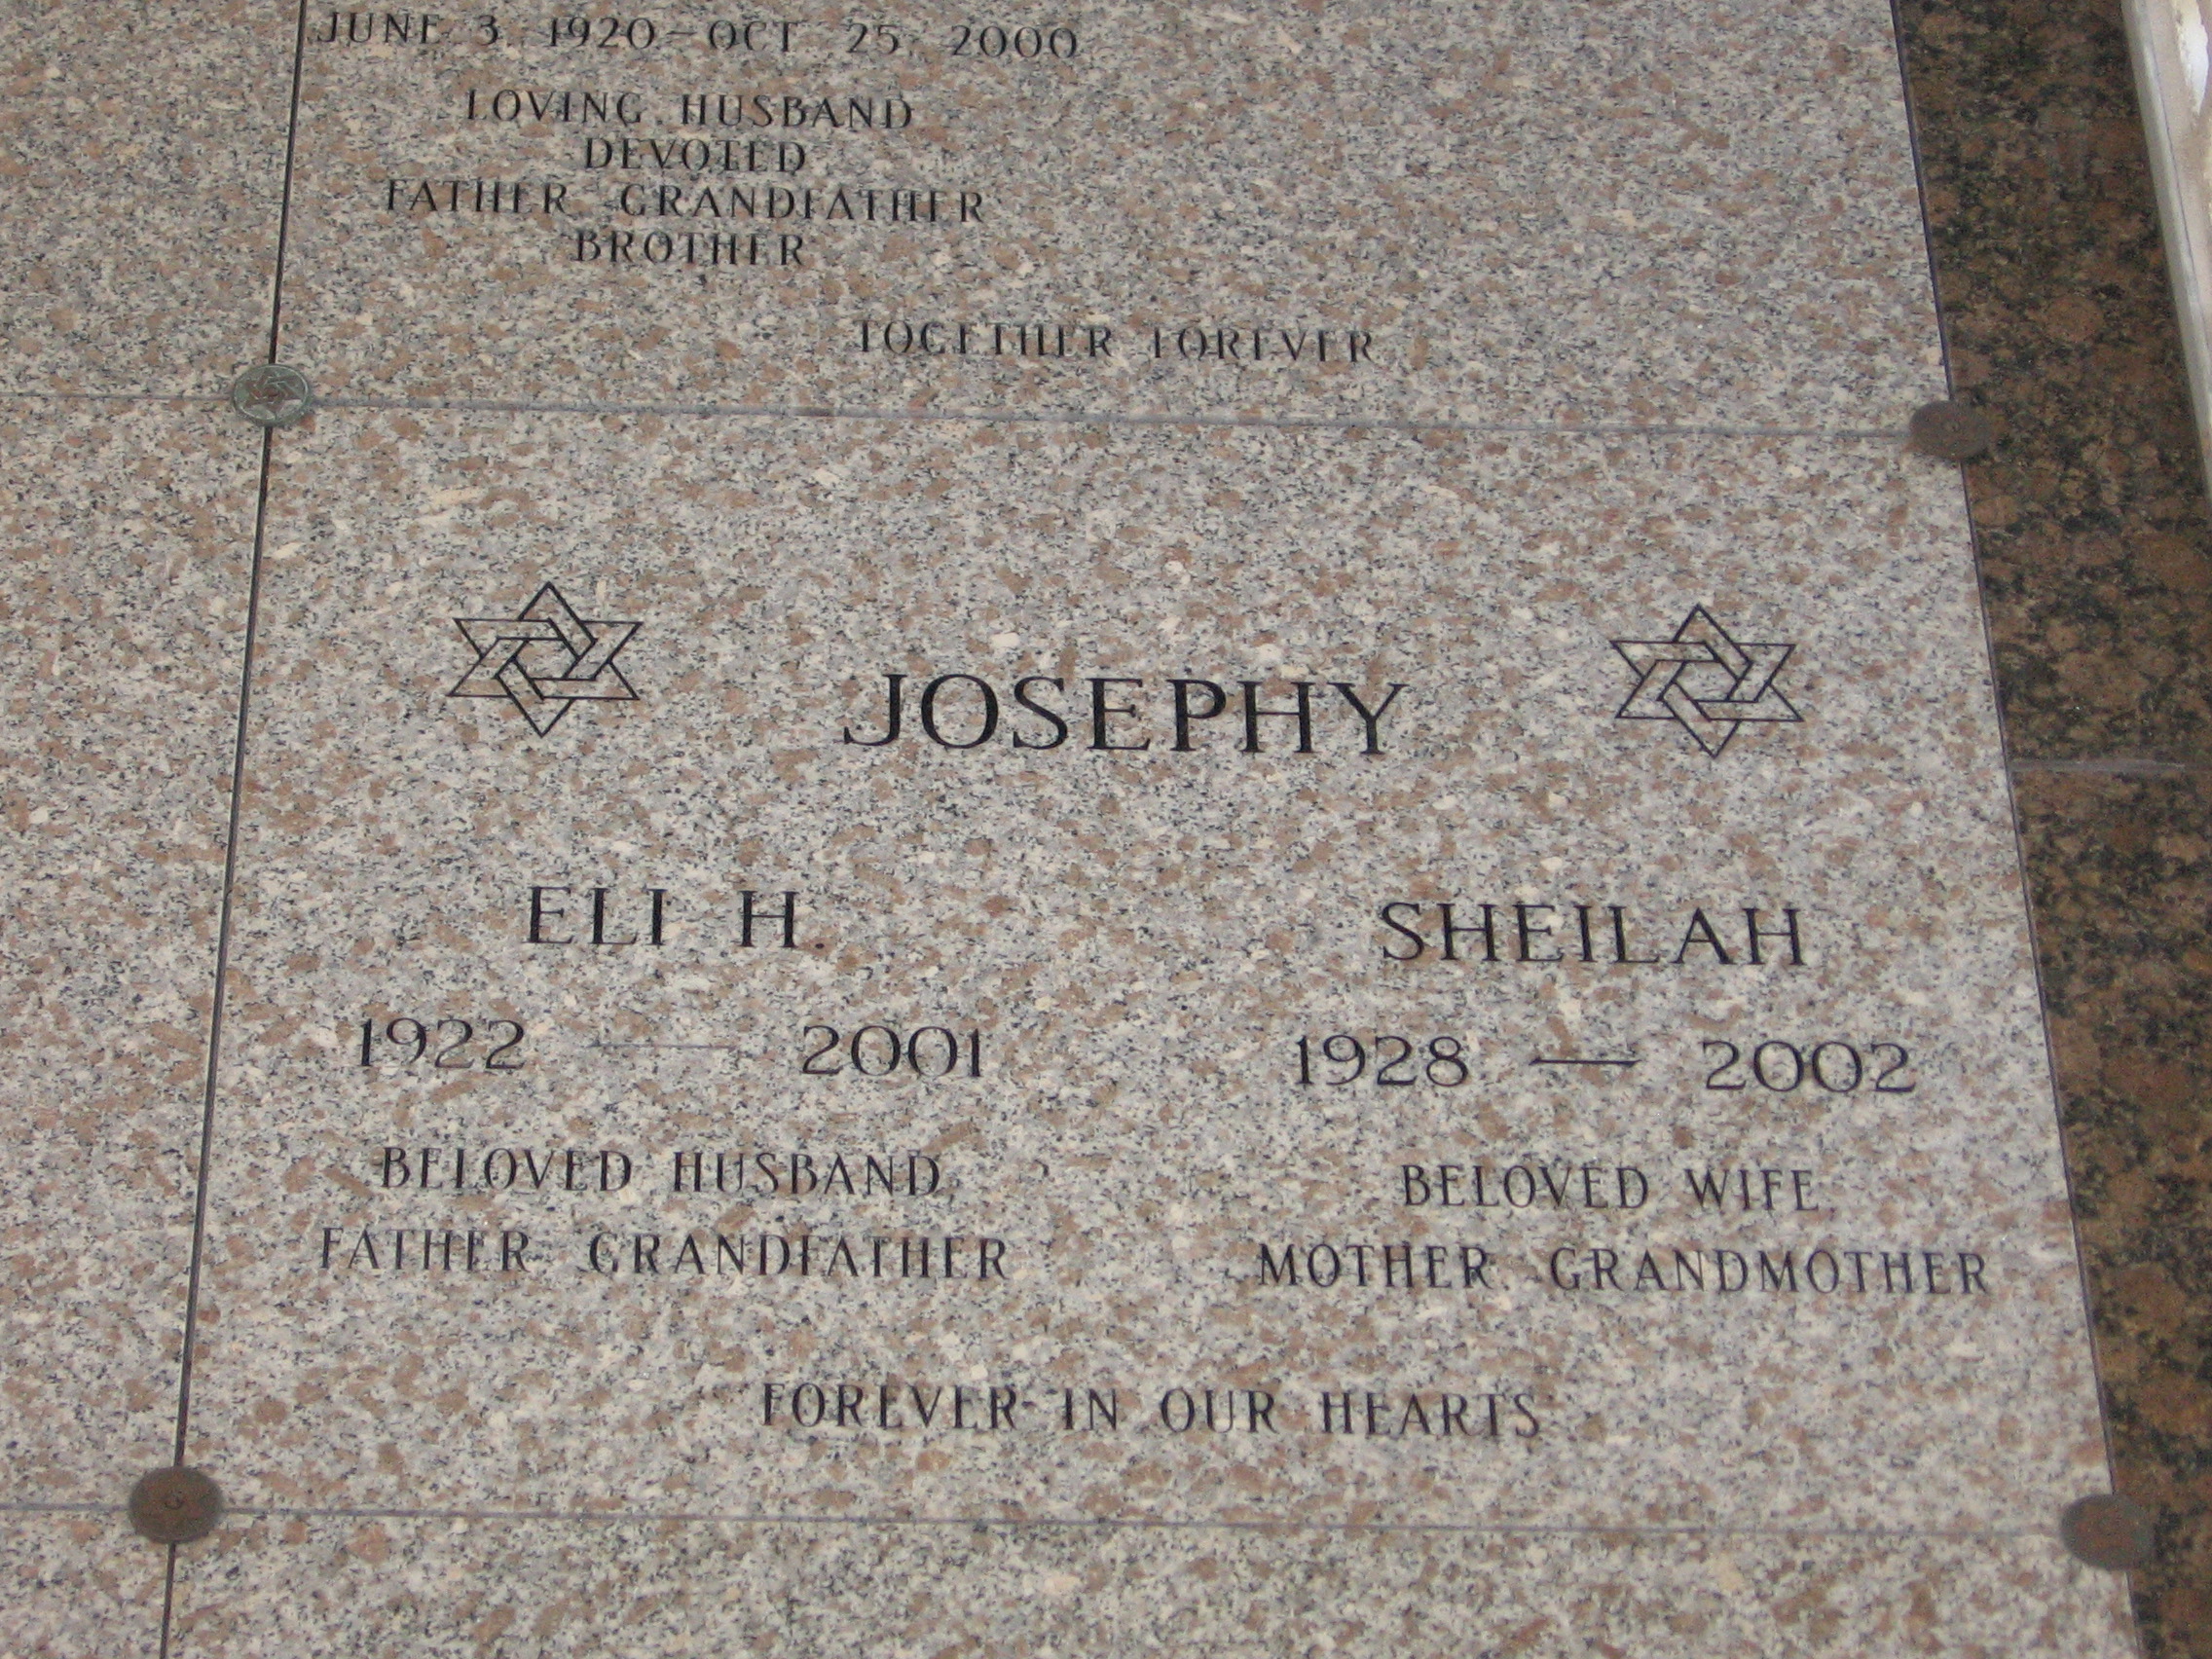 JUNE 3, 1920 – OCT. 25, 2000
LOVING HUSBAND
DEVOTED
FATHER GRANDFATHER
BROTHER
TOGETHER FOREVER
JOSEPHY
ELI H.
1922 — 2001
BELOVED HUSBAND,
FATHER GRANDFATHER
SHEILAH
1928 — 2002
BELOVED WIFE,
MOTHER, GRANDMOTHER
FOREVER IN OUR HEARTS